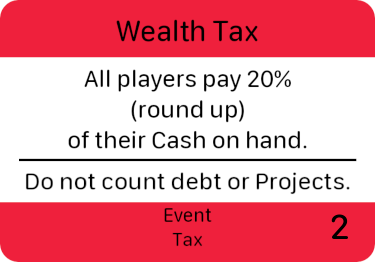 Wealth Tax
All players pay 20%
(round up)
of their Cash on hand.
Do not count debt or Projects.
Event
Tax
2